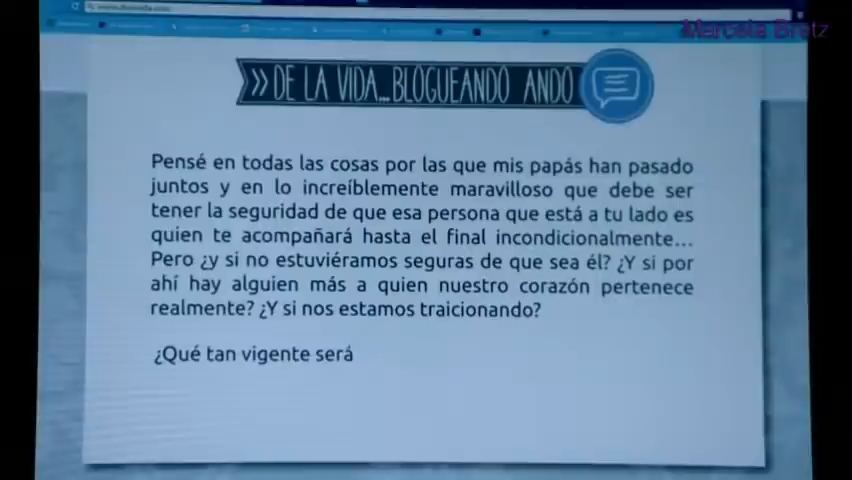 Marcela Bretz
>> DE LA VIDA...BLOGUEANDO ANDO
Pensé en todas las cosas por las que mis papás han pasado
juntos y en lo increíblemente maravilloso que debe ser
tener la seguridad de que esa persona que está a tu lado es
quien te acompañará hasta el final incondicionalmente...
Pero ¿y si no estuviéramos seguras de que sea él? ¿Y si por
ahí hay alguien más a quien nuestro corazón pertenece
realmente? ¿Y si nos estamos traicionando?
¿Qué tan vigente será